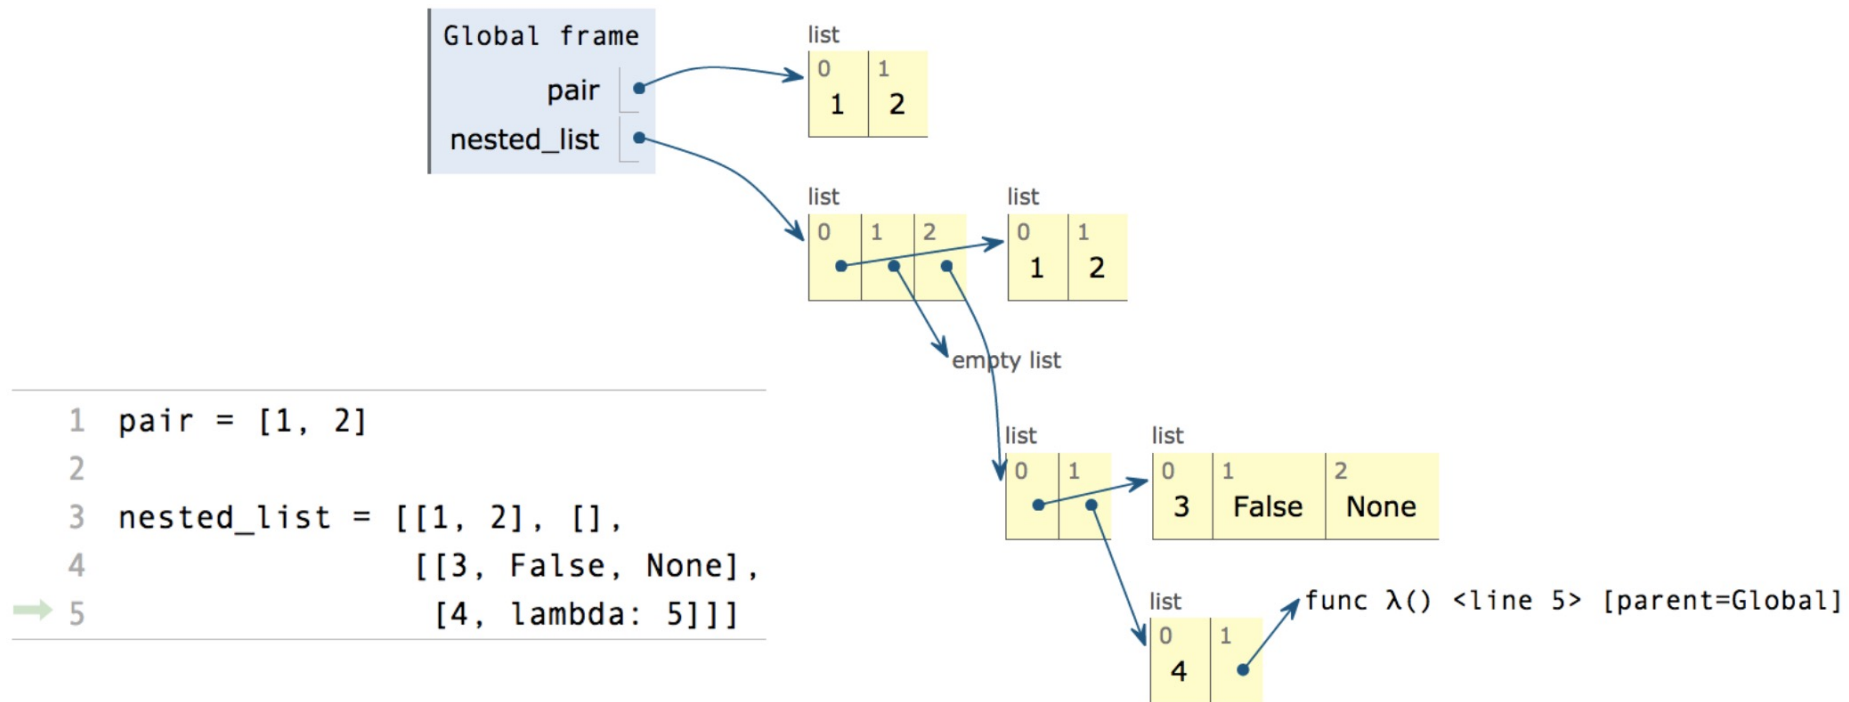 Global frame
pair
nested_list
list
0 1
1 2
list
0 1 2
list
0 1
1 2
empty list
list
0 1
list
0 1 2
3 False None
list
0 1
4
func λ() <line 5> [parent=Global]
1 pair = [1, 2]
2
3 nested_list = [[1, 2], [],
4 [[3, False, None],
5 [4, lambda: 5]]]